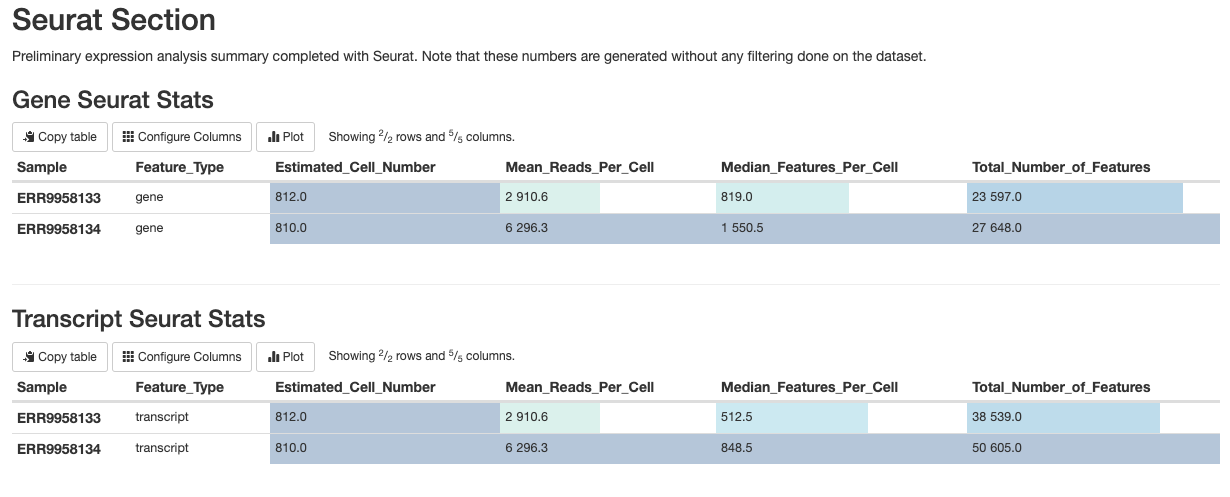 Seurat Section
Preliminary expression analysis summary completed with Seurat. Note that these numbers are generated without any filtering done on the dataset.
Gene Seurat Stats
Copy table Configure Columns Plot Showing 2/2 rows and 5/5 columns.
Sample Feature_Type Estimated_Cell_Number Mean_Reads_Per_Cell Median_Features_Per_Cell Total_Number_of_Features
ERR9958133 gene 812.0 2 910.6 819.0 23 597.0
ERR9958134 gene 810.0 6 296.3 1 550.5 27 648.0
Transcript Seurat Stats
Copy table Configure Columns Plot Showing 2/2 rows and 5/5 columns.
Sample Feature_Type Estimated_Cell_Number Mean_Reads_Per_Cell Median_Features_Per_Cell Total_Number_of_Features
ERR9958133 transcript 812.0 2 910.6 512.5 38 539.0
ERR9958134 transcript 810.0 6 296.3 848.5 50 605.0